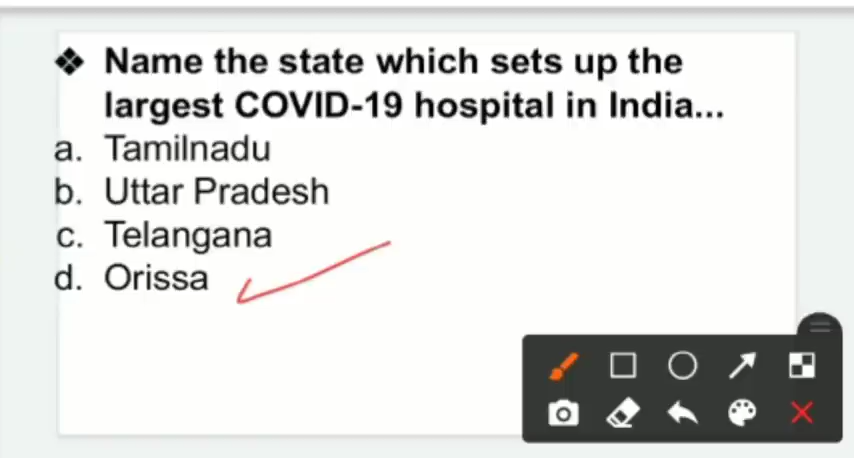 ❖ Name the state which sets up the
largest COVID-19 hospital in India...
a. Tamilnadu
b. Uttar Pradesh
c. Telangana
d. Orissa